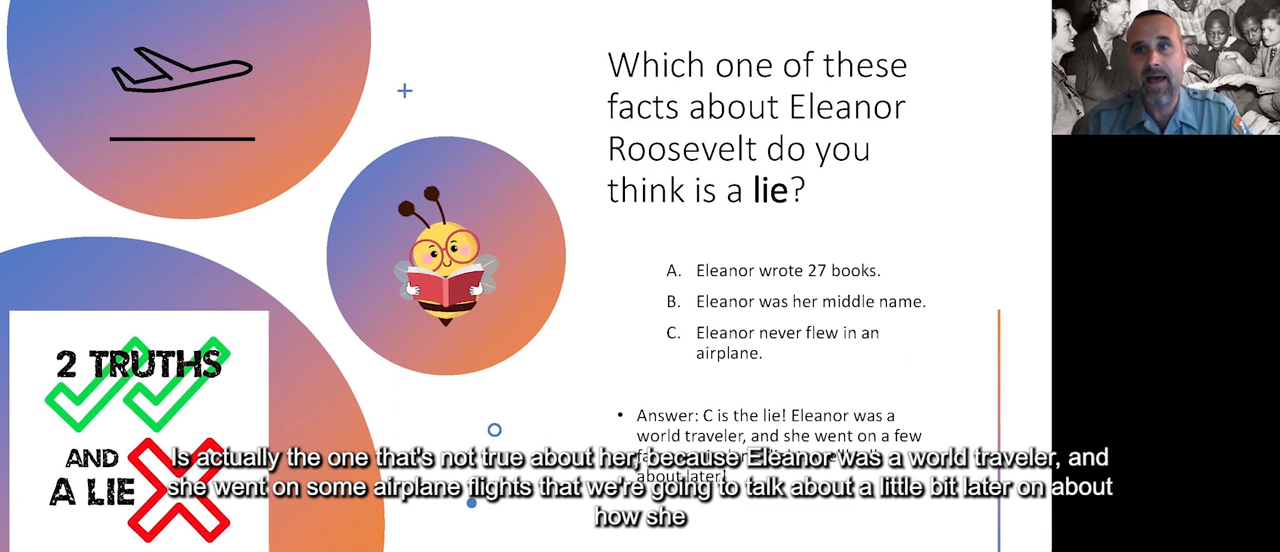 Which one of these
facts about Eleanor
Roosevelt do you
think is a lie?
A. Eleanor wrote 27 books.
B. Eleanor was her middle name.
C. Eleanor never flew in an
airplane.
• Answer: C is the lie! Eleanor was a
world traveler, and she went on a few
about later!
2 TRUTHS
AND
A LIE
Is actually the one that's not true about her, because Eleanor was a world traveler, and
she went on some airplane flights that we're going to talk about a little bit later on about
how she